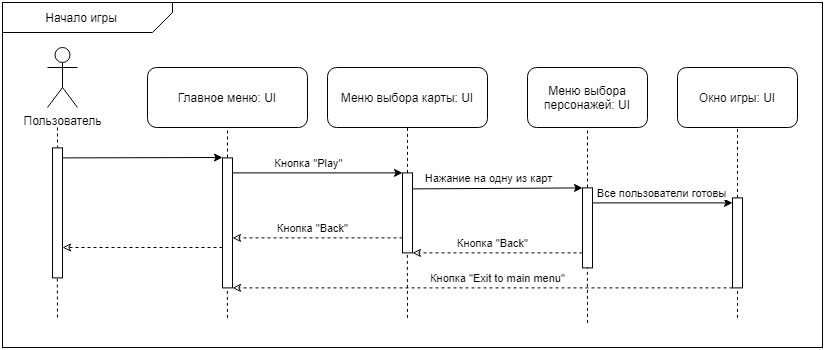 Начало игры
Пользователь
Главное меню: UI
Меню выбора карты: UI
Меню выбора
персонажей: UI
Окно игры: UI
Кнопка "Play"
Нажание на одну из карт
Все пользователи готовы
Кнопка "Back"
Кнопка "Back"
Кнопка "Exit to main menu"